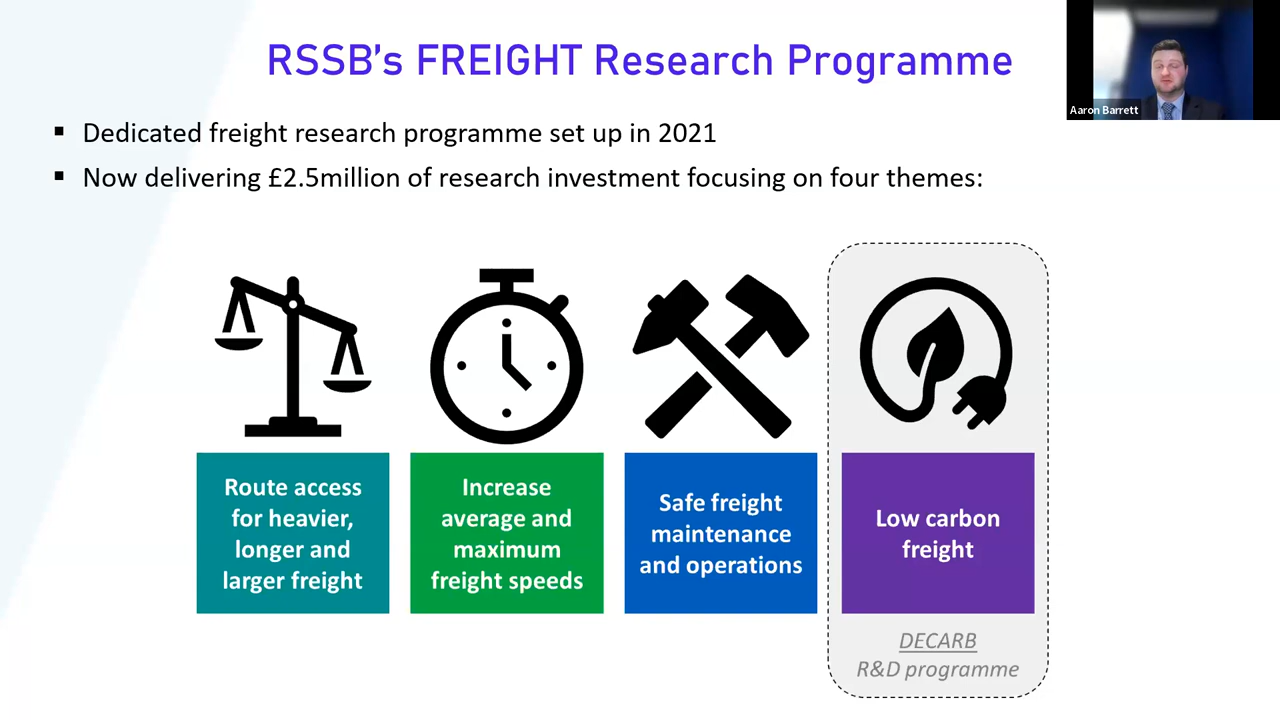 RSSB's FREIGHT Research Programme
Aaron Barrett
▪ Dedicated freight research programme set up in 2021
▪ Now delivering £2.5million of research investment focusing on four themes:
Route access
for heavier,
longer and
larger freight
Increase
average and
maximum
freight speeds
Safe freight
maintenance
and operations
Low carbon
freight
DECARB
R&D programme